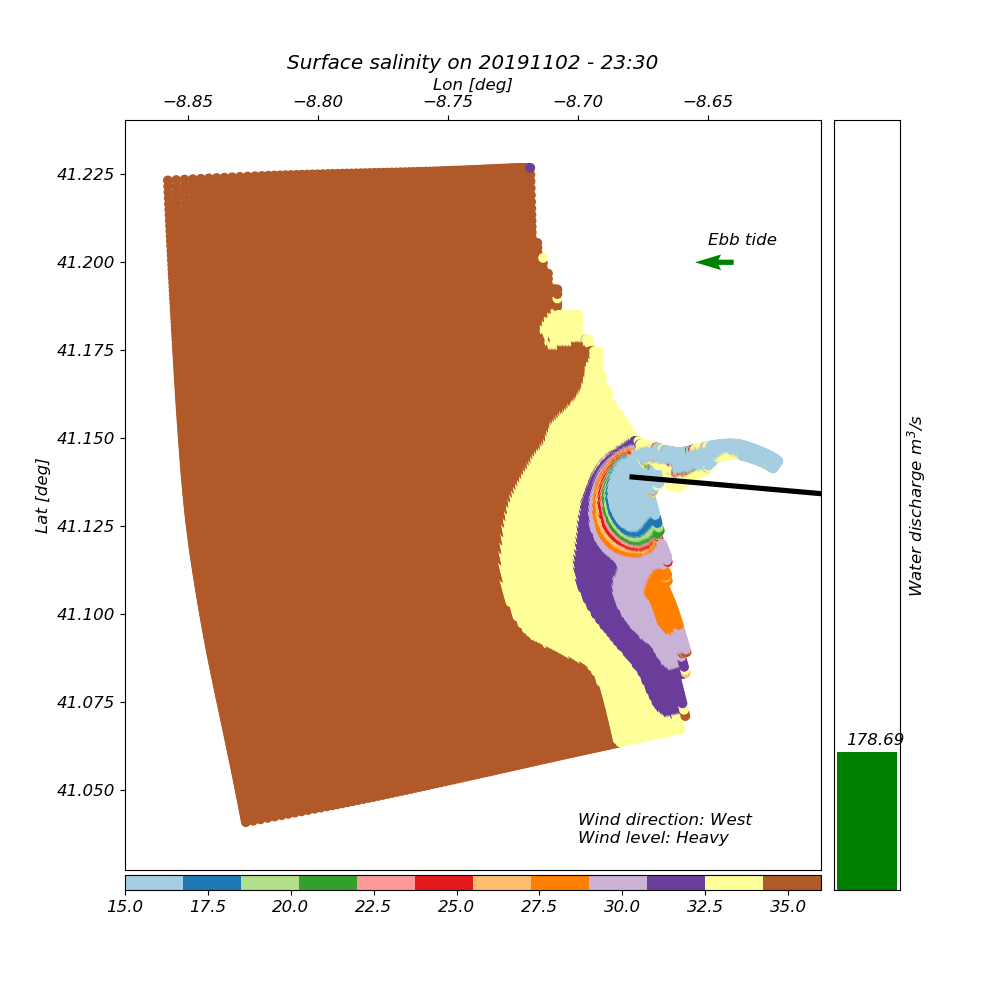 Surface salinity on 20191102 - 23:30
Lon [deg]
−8.85 −8.80 −8.75 −8.70 −8.65
41.225
41.200
41.175
41.150
41.125
41.100
41.075
41.050
Lat [deg]
Ebb tide
Wind direction: West
Wind level: Heavy
15.0 17.5 20.0 22.5 25.0 27.5 30.0 32.5 35.0
178.69
Water discharge m³/s